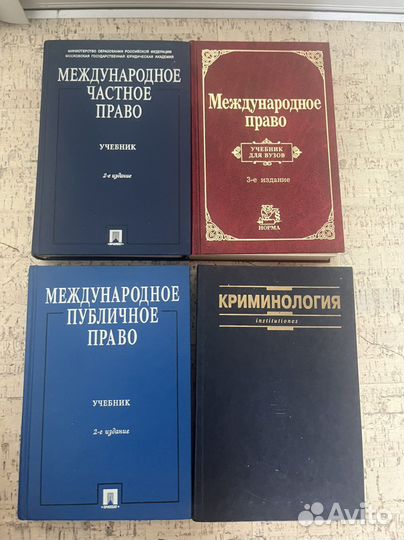 МИНИСТЕРСТВО ОБРАЗОВАНИЯ РОССИЙСКОЙ ФЕДЕРАЦИИ
МОСКОВСКАЯ ГОСУДАРСТВЕННАЯ ЮРИДИЧЕСКАЯ АКАДЕМИЯ
МЕЖДУНАРОДНОЕ
ЧАСТНОЕ
ПРАВО
УЧЕБНИК
2-е издание
Международное
право
УЧЕБНИК
ДЛЯ ВУЗОВ
3-е издание
НОРМА
МЕЖДУНАРОДНОЕ
ПУБЛИЧНОЕ
ПРАВО
УЧЕБНИК
2-е издание
ПРОСПЕКТ
КРИМИНОЛОГИЯ
institutiones
Avito